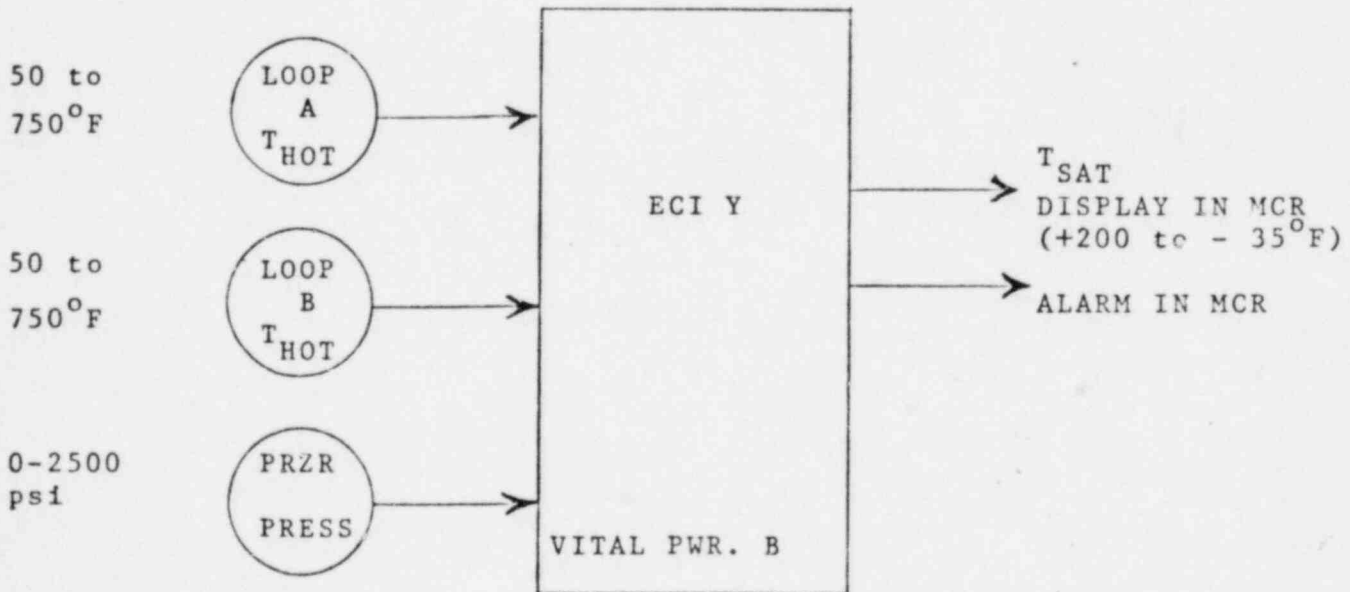 50 to
750°F
LOOP
A
T HOT
50 to
750°F
LOOP
B
T HOT
0-2500
psi
PRZR
PRESS
ECI Y
VITAL PWR. B
T SAT
DISPLAY IN MCR
(+200 to - 35°F)
ALARM IN MCR